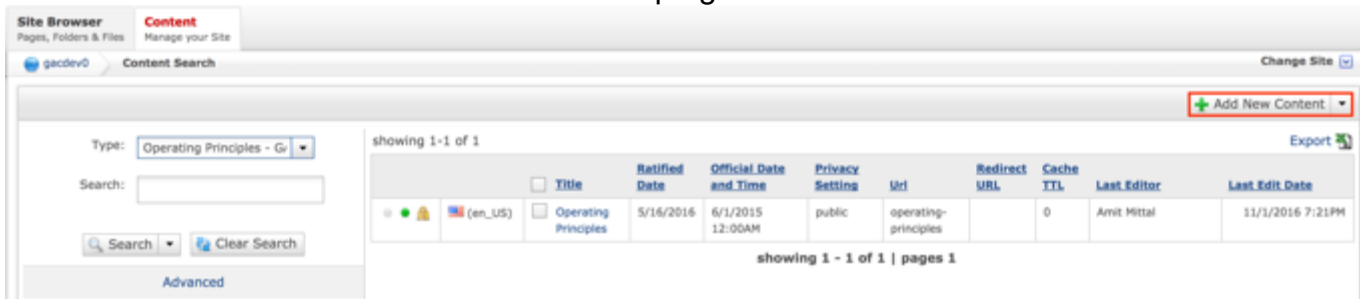 Site Browser
Pages, Folders & Files
Content
Manage your Site
gacdev0 Content Search Change Site
Add New Content
Type: Operating Principles - G
Search:
Search Clear Search
Advanced
showing 1-1 of 1 Export
Title Ratified Date Official Date and Time Privacy Setting Url Redirect URL Cache TTL Last Editor Last Edit Date
(en_US) Operating Principles 5/16/2016 6/1/2015 12:00AM public operating-principles 0 Amit Mittal 11/1/2016 7:21PM
showing 1 - 1 of 1 | pages 1